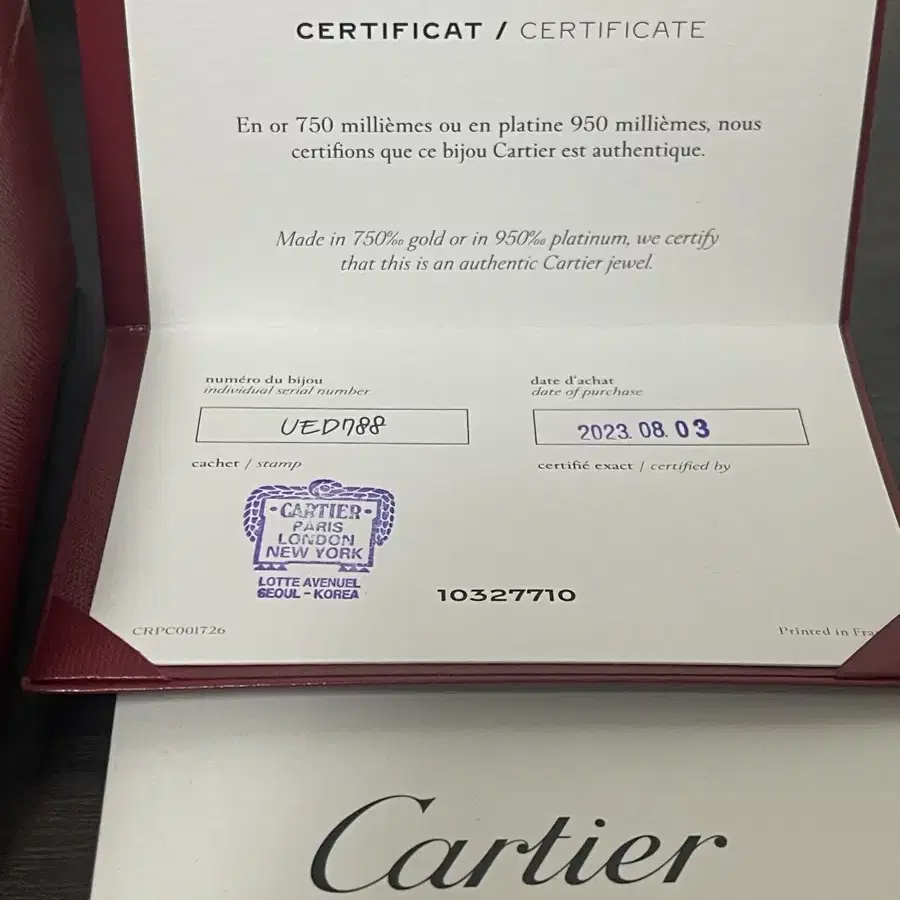 CERTIFICAT / CERTIFICATE
En or 750 millièmes ou en platine 950 millièmes, nous
certifions que ce bijou Cartier est authentique.
Made in 750‰ gold or in 950‰ platinum, we certify
that this is an authentic Cartier jewel.
numéro du bijou
individual serial number
date d'achat
date of purchase
UED788
2023. 08. 03
cachet / stamp
certifié exact / certified by
CARTIER
PARIS
LONDON
NEW YORK
LOTTE AVENUEL
SEOUL - KOREA
10327710
CRPC001726
Printed in Fra
Cartier